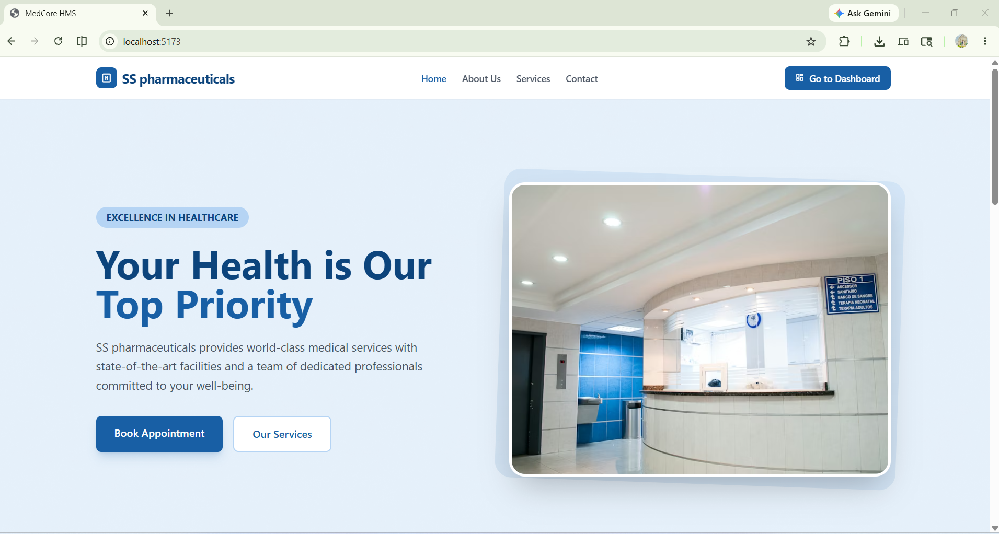 MedCore HMS
Ask Gemini
localhost:5173
SS pharmaceuticals
Home
About Us
Services
Contact
Go to Dashboard
EXCELLENCE IN HEALTHCARE
Your Health is Our
Top Priority
SS pharmaceuticals provides world-class medical services with
state-of-the-art facilities and a team of dedicated professionals
committed to your well-being.
Book Appointment
Our Services
PISO 1
ASCENSOR
SANITARIO
BANCO DE SANGRE
TERAPIA NEONATAL
TERAPIA ADULTOS